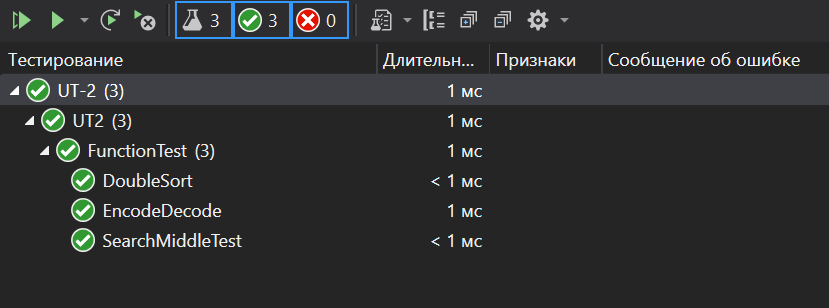 3 3 0
Тестирование Длительн... Признаки Сообщение об ошибке
UT-2 (3) 1 мс
UT2 (3) 1 мс
FunctionTest (3) 1 мс
DoubleSort < 1 мс
EncodeDecode 1 мс
SearchMiddleTest < 1 мс